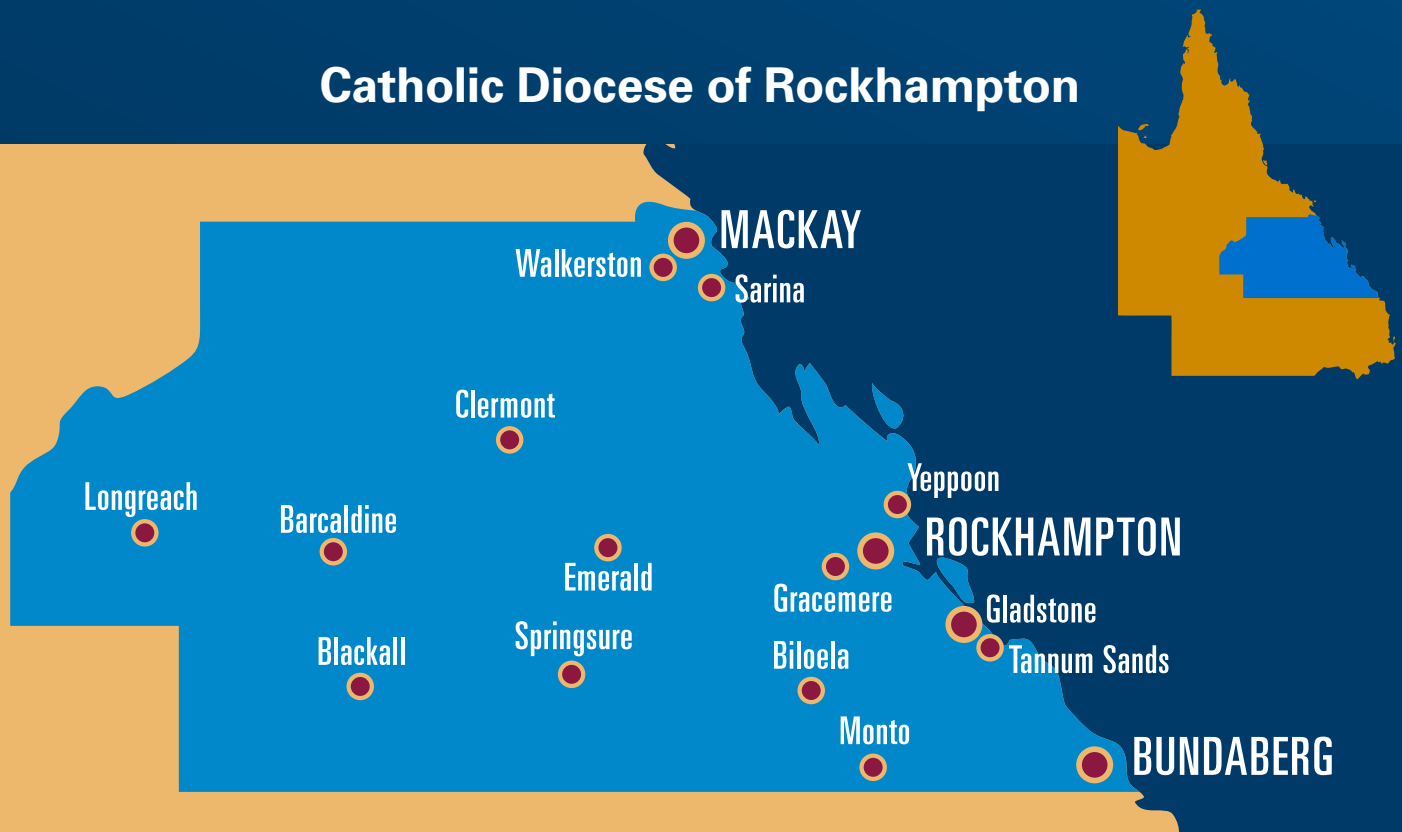 Catholic Diocese of Rockhampton
MACKAY
Walkerston
Sarina
Clermont
Yeppoon
Longreach
Barcaldine
ROCKHAMPTON
Emerald
Gracemere
Gladstone
Springsure
Blackall
Biloela
Tannum Sands
Monto
BUNDABERG